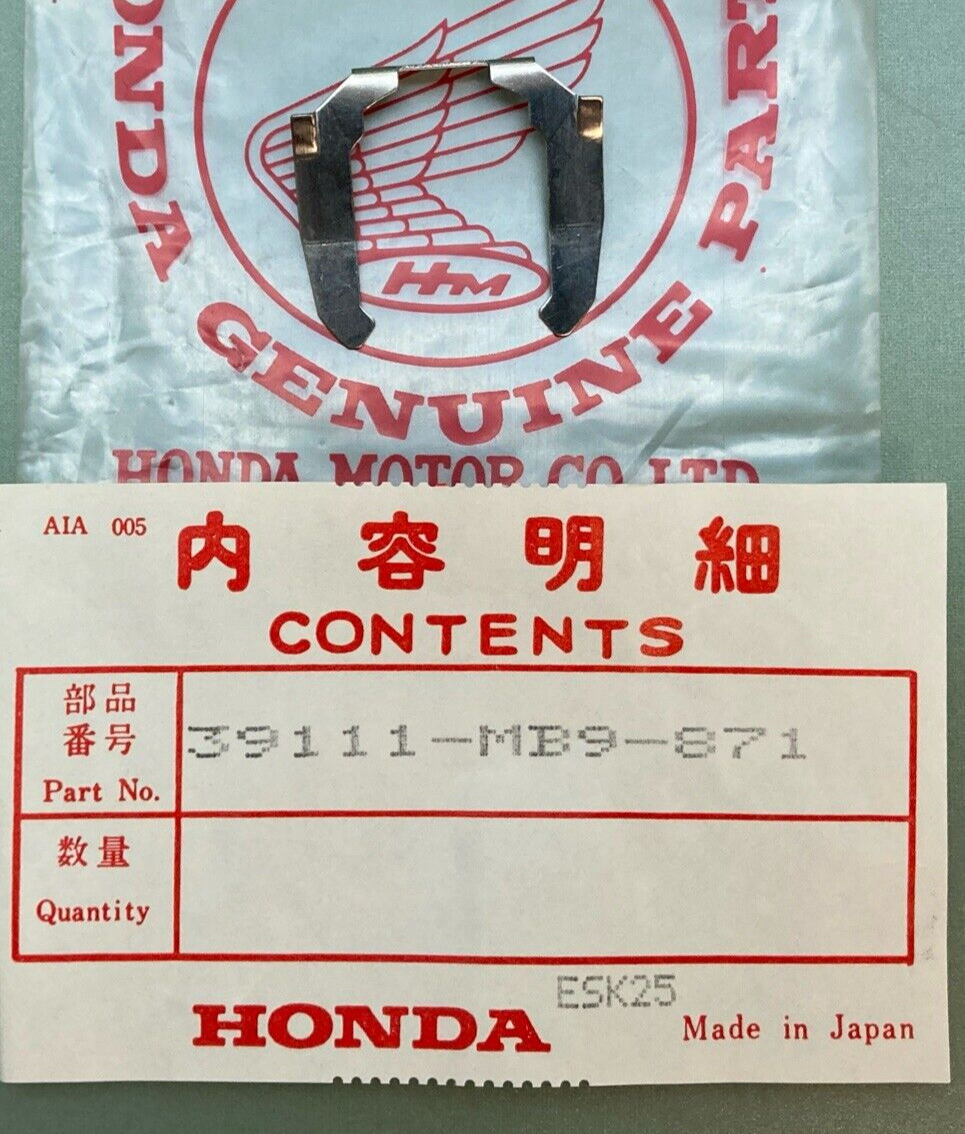 HONDA GENUINE PART
HM
HONDA MOTOR CO. LTD.
AIA 005
内容明細
CONTENTS
部品
番号
Part No.
39111-MB9-871
数量
Quantity
ESK25
HONDA
Made in Japan